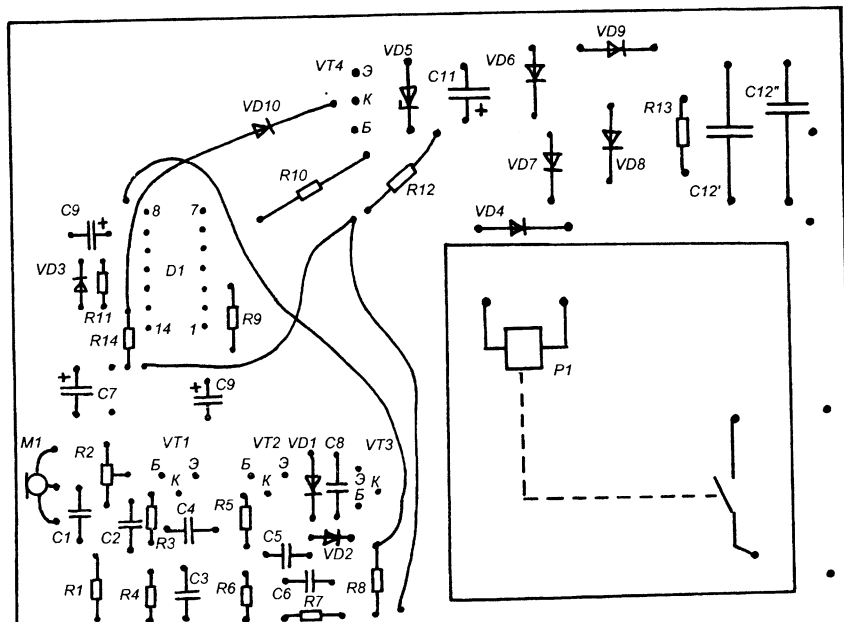 VD9
VD5
VT4
Э
VD6
C11
К
+
VD10
R13
C12"
Б
R10
R12
VD7
VD8
C12'
C9
+
8
7
VD4
VD3
D1
R11
14
1
R9
R14
P1
+
C7
+
C9
M1
R2
VT1
VT2
VD1
C8
VT3
Б
Э
Б
Э
Э
К
К
К
Б
C1
C2
R3
C4
R5
C5
VD2
R1
R4
C3
R6
C6
R7
R8